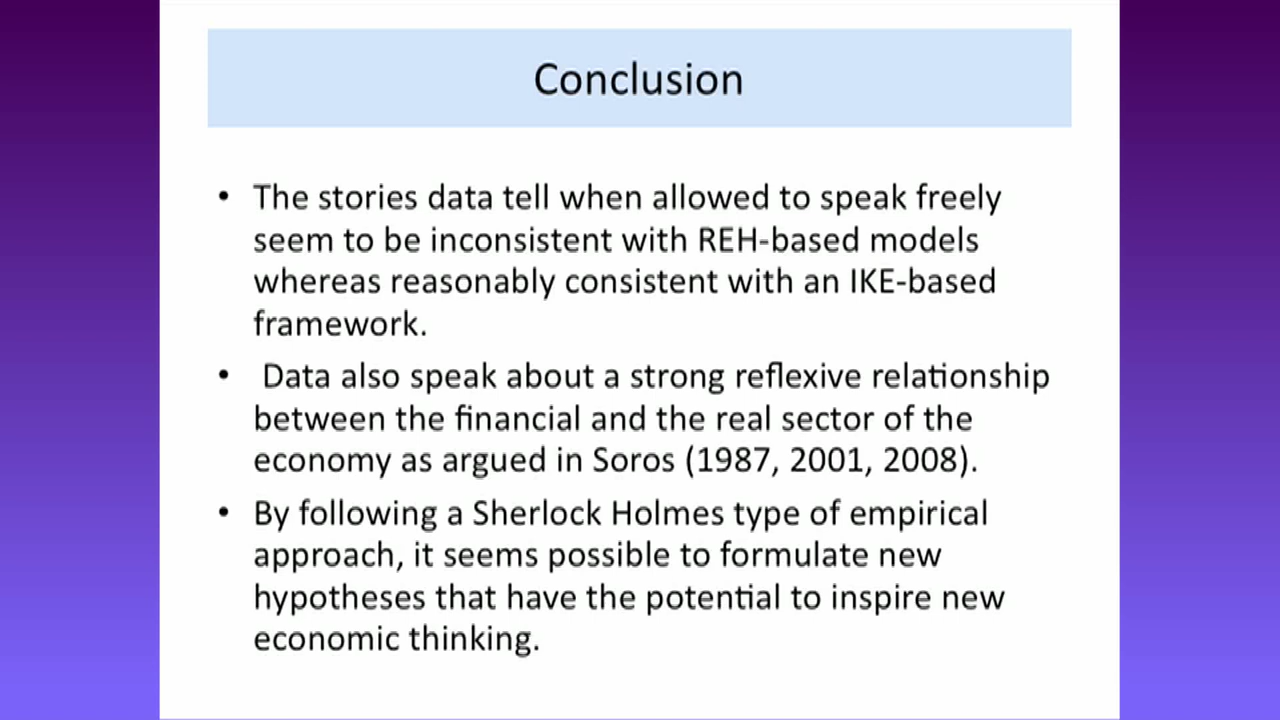 Conclusion
• The stories data tell when allowed to speak freely
seem to be inconsistent with REH-based models
whereas reasonably consistent with an IKE-based
framework.
• Data also speak about a strong reflexive relationship
between the financial and the real sector of the
economy as argued in Soros (1987, 2001, 2008).
• By following a Sherlock Holmes type of empirical
approach, it seems possible to formulate new
hypotheses that have the potential to inspire new
economic thinking.